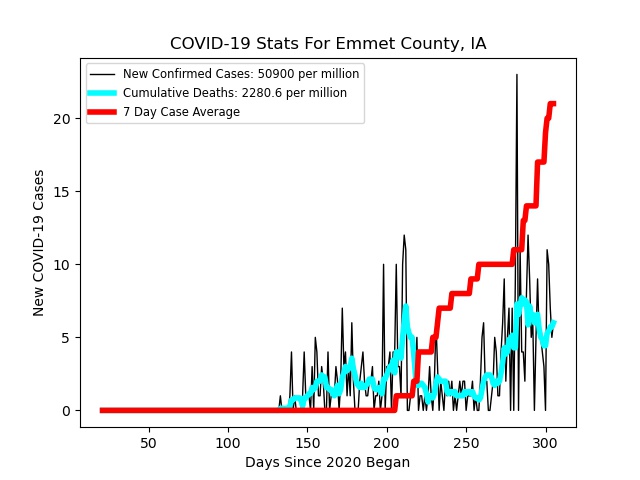 COVID-19 Stats For Emmet County, IA
New Confirmed Cases: 50900 per million
Cumulative Deaths: 2280.6 per million
7 Day Case Average
New COVID-19 Cases
20
15
10
5
0
50 100 150 200 250 300
Days Since 2020 Began